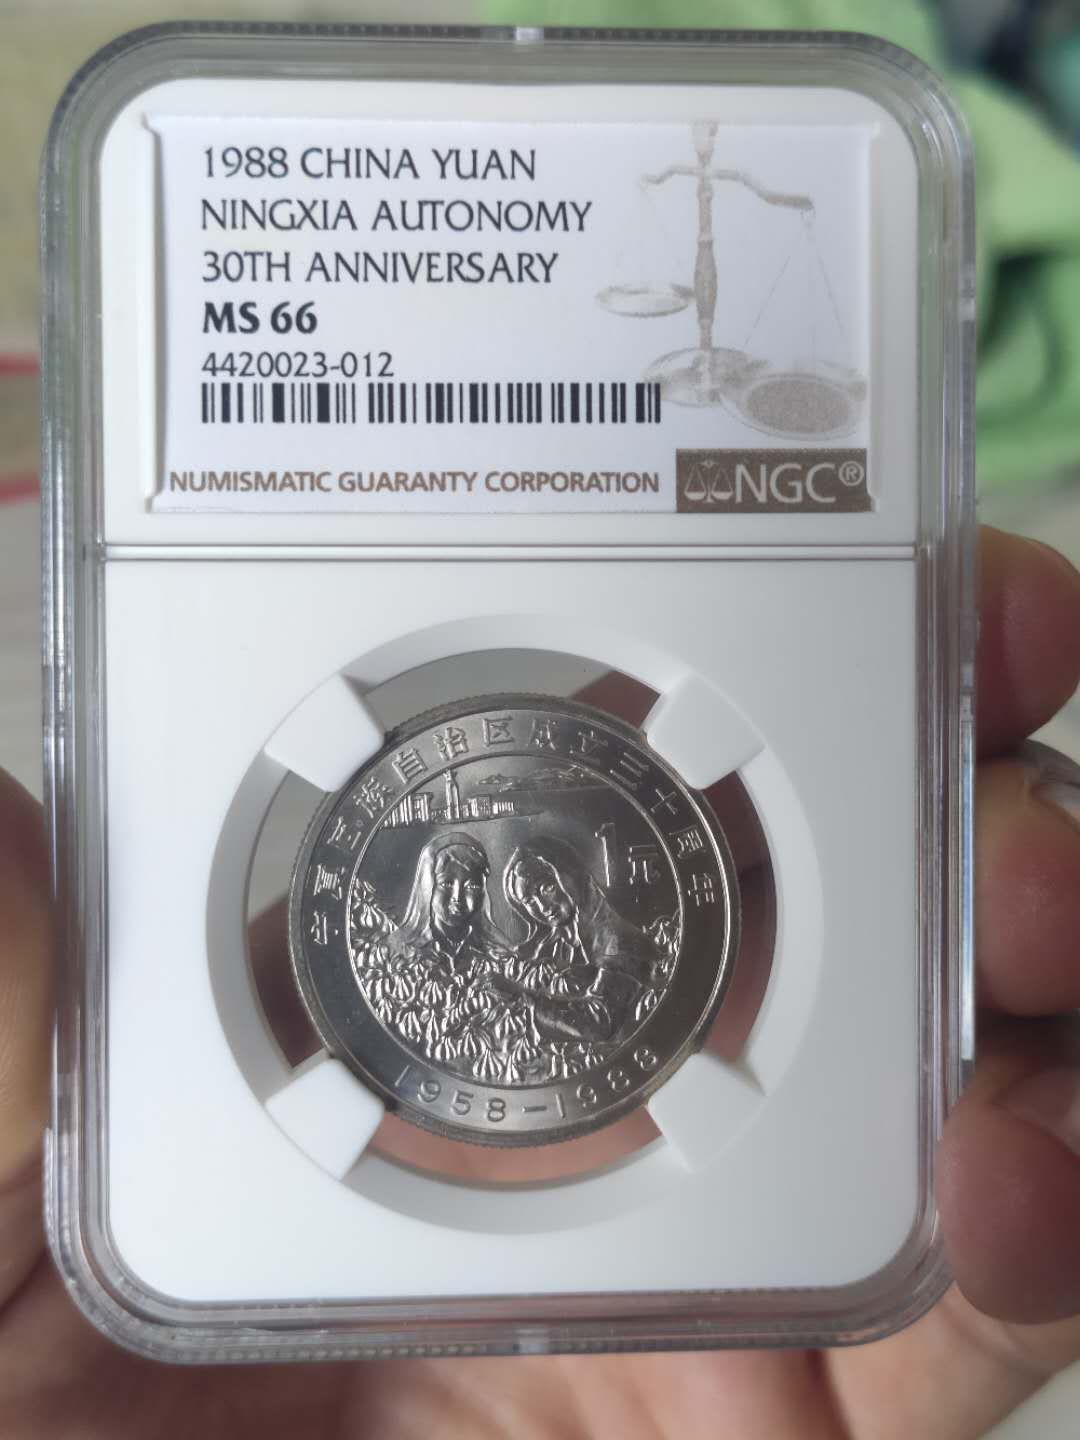 1988 CHINA YUAN
NINGXIA AUTONOMY
30TH ANNIVERSARY
MS 66
4420023-012
NUMISMATIC GUARANTY CORPORATION
NGC®
宁夏回族自治区成立三十周年
1元
1958-1988